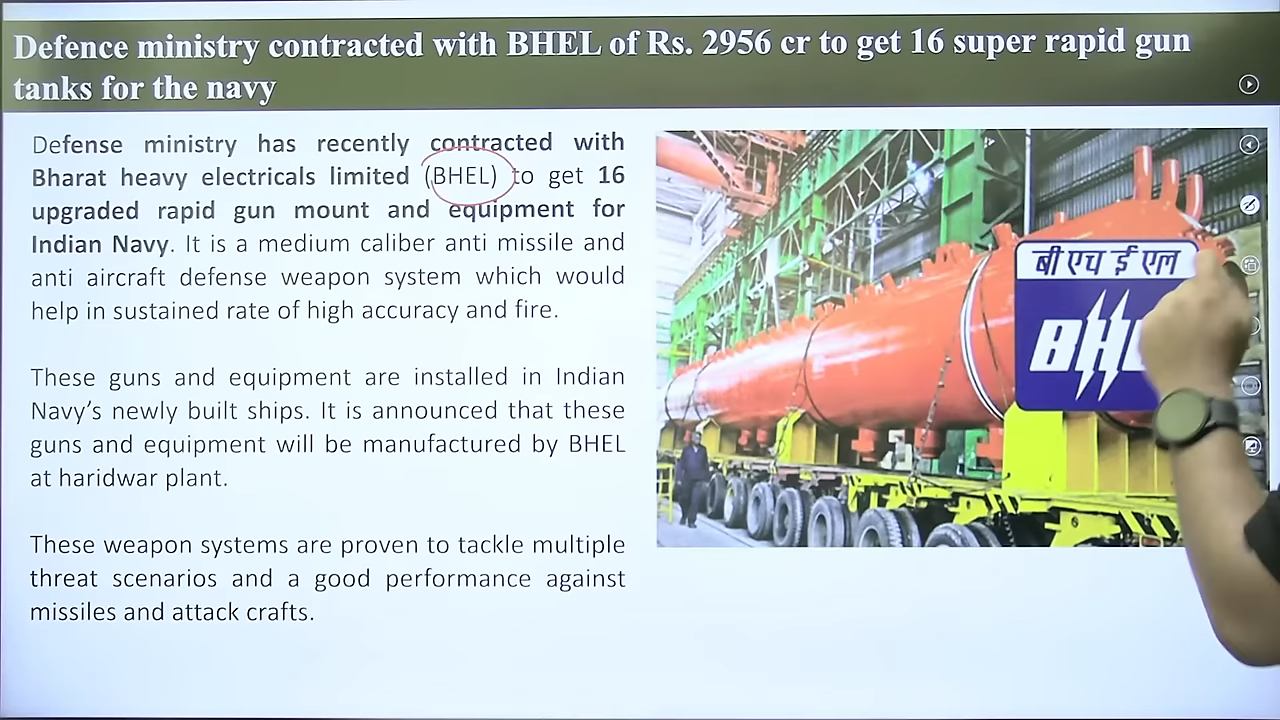 Defence ministry contracted with BHEL of Rs. 2956 cr to get 16 super rapid gun
tanks for the navy
Defense ministry has recently contracted with
Bharat heavy electricals limited (BHEL) to get 16
upgraded rapid gun mount and equipment for
Indian Navy. It is a medium caliber anti missile and
anti aircraft defense weapon system which would
help in sustained rate of high accuracy and fire.
These guns and equipment are installed in Indian
Navy's newly built ships. It is announced that these
guns and equipment will be manufactured by BHEL
at haridwar plant.
These weapon systems are proven to tackle multiple
threat scenarios and a good performance against
missiles and attack crafts.
बी एच ई एल